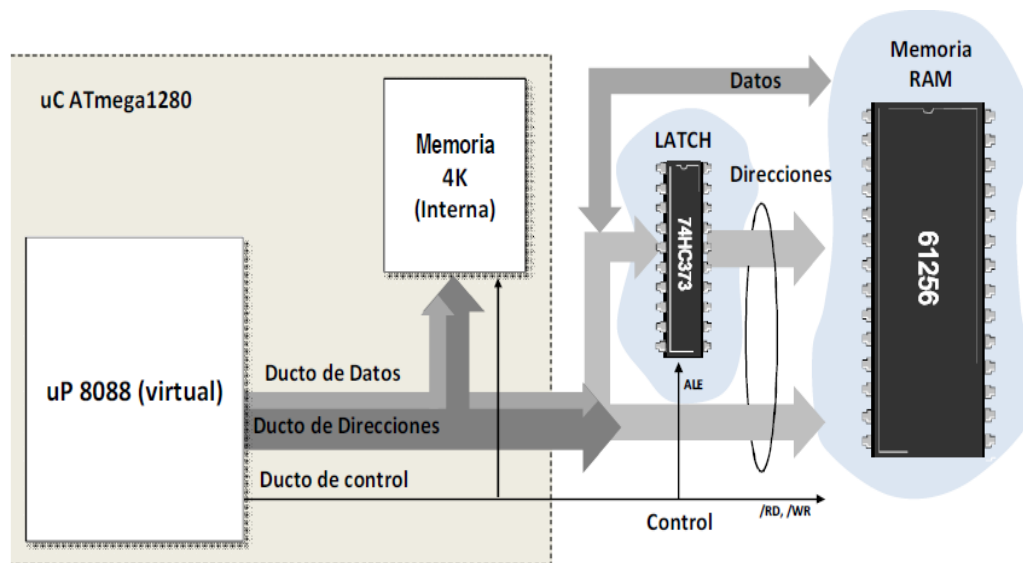 uC ATmega1280
Memoria
4K
(Interna)
uP 8088 (virtual)
Ducto de Datos
Ducto de Direcciones
Ducto de control
Datos
LATCH
74HC373
ALE
Direcciones
Control
/RD, /WR
Memoria
RAM
61256